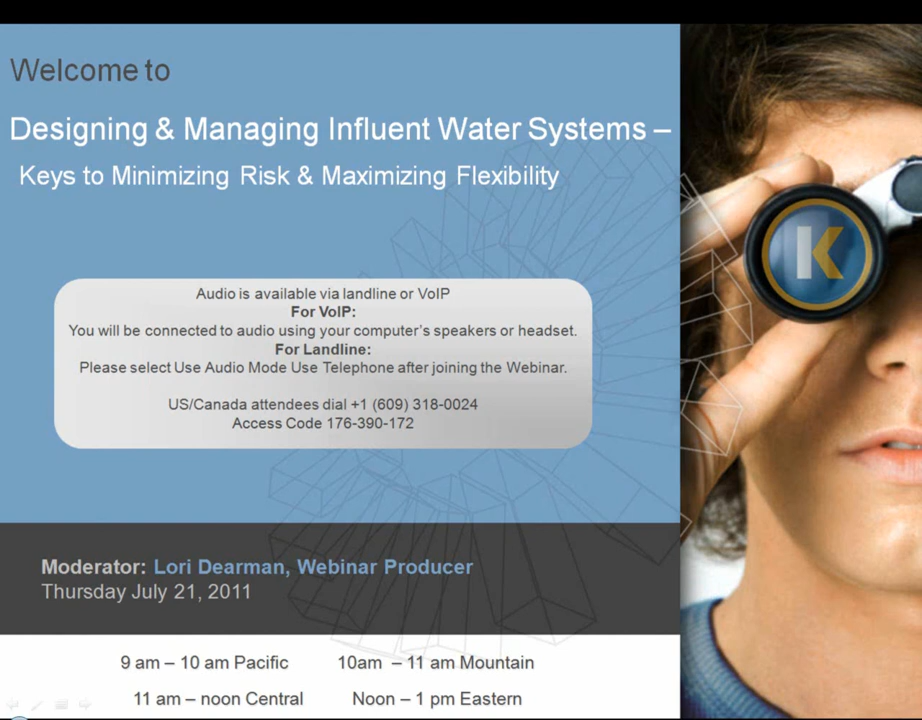 Welcome to
Designing & Managing Influent Water Systems –
Keys to Minimizing Risk & Maximizing Flexibility
Audio is available via landline or VoIP
For VoIP:
You will be connected to audio using your computer's speakers or headset.
For Landline:
Please select Use Audio Mode Use Telephone after joining the Webinar.
US/Canada attendees dial +1 (609) 318-0024
Access Code 176-390-172
K
Moderator: Lori Dearman, Webinar Producer
Thursday July 21, 2011
9 am – 10 am Pacific 10am – 11 am Mountain
11 am – noon Central Noon – 1 pm Eastern